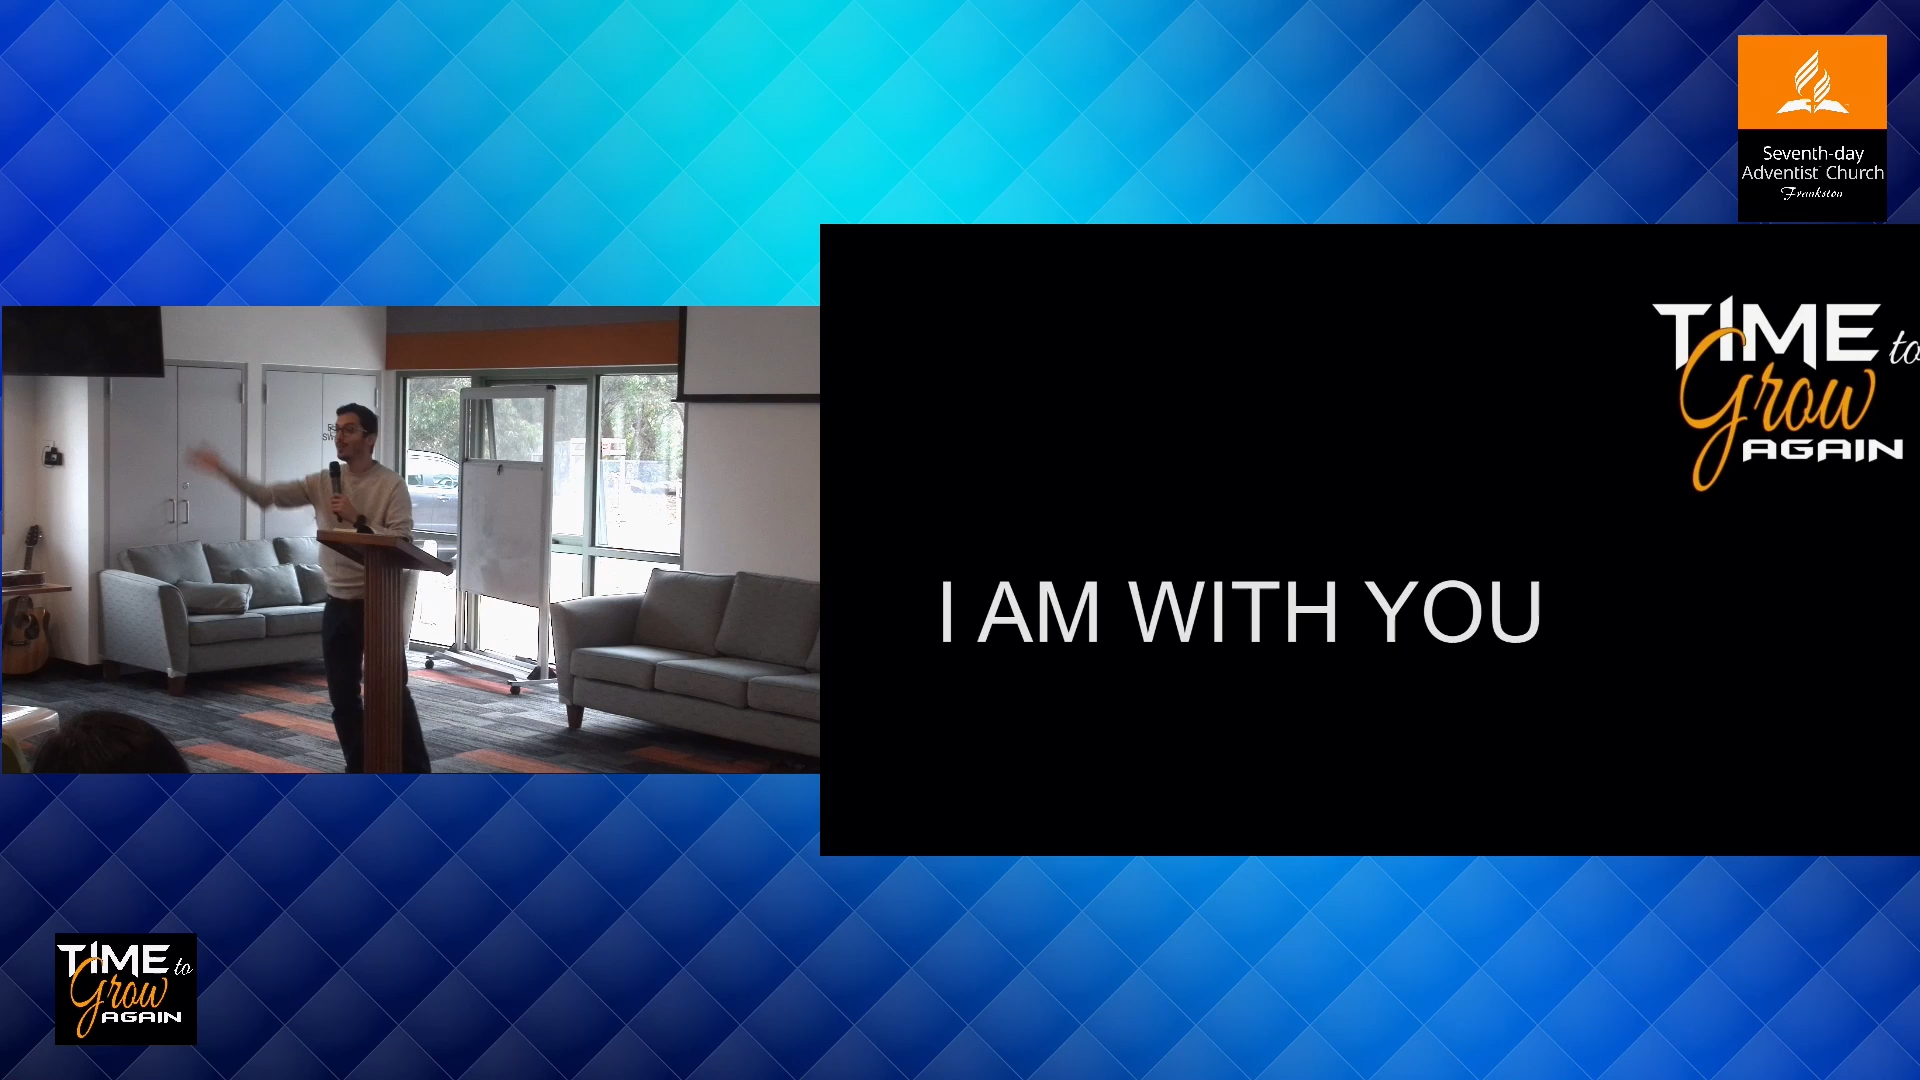 Seventh-day
Adventist Church
Frankston
TIME to
Grow
AGAIN
I AM WITH YOU
TIME to
Grow
AGAIN